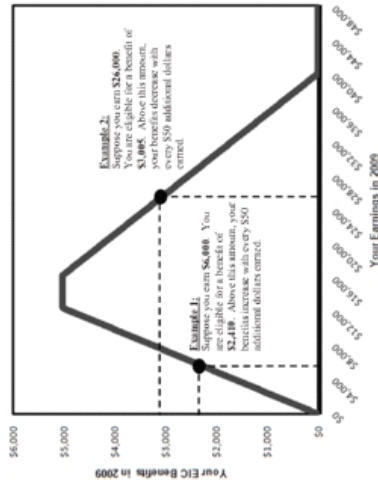 Your EIC Benefits in 2009
$6,000
$5,000
$4,000
$3,000
$2,000
$1,000
$0
Example 2:
Suppose you earn $26,000.
You are eligible for a benefit of
$3,005. Above this amount,
your benefits decrease with
every $50 additional dollars
earned.
Example 1:
Suppose you earn $6,000. You
are eligible for a benefit of
$2,410. Above this amount, your
benefits increase with every $50
additional dollars earned.
$0
$4,000
$8,000
$12,000
$16,000
$20,000
$24,000
$28,000
$32,000
$36,000
$40,000
$44,000
$48,000
Your Earnings in 2009